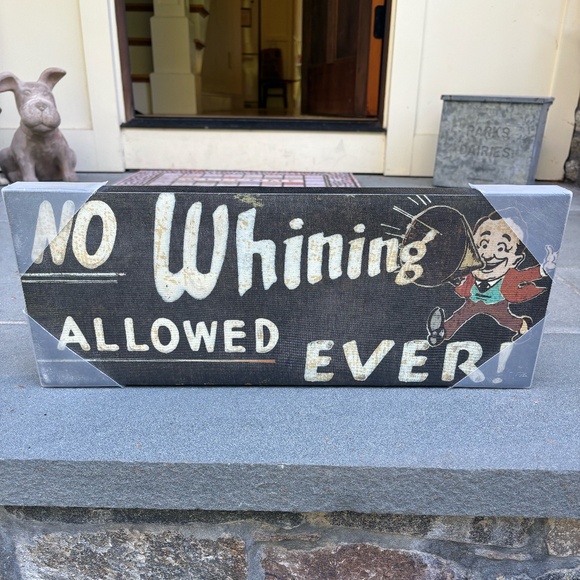 NO Whining
ALLOWED EVER!
PARKS
DAIRIES